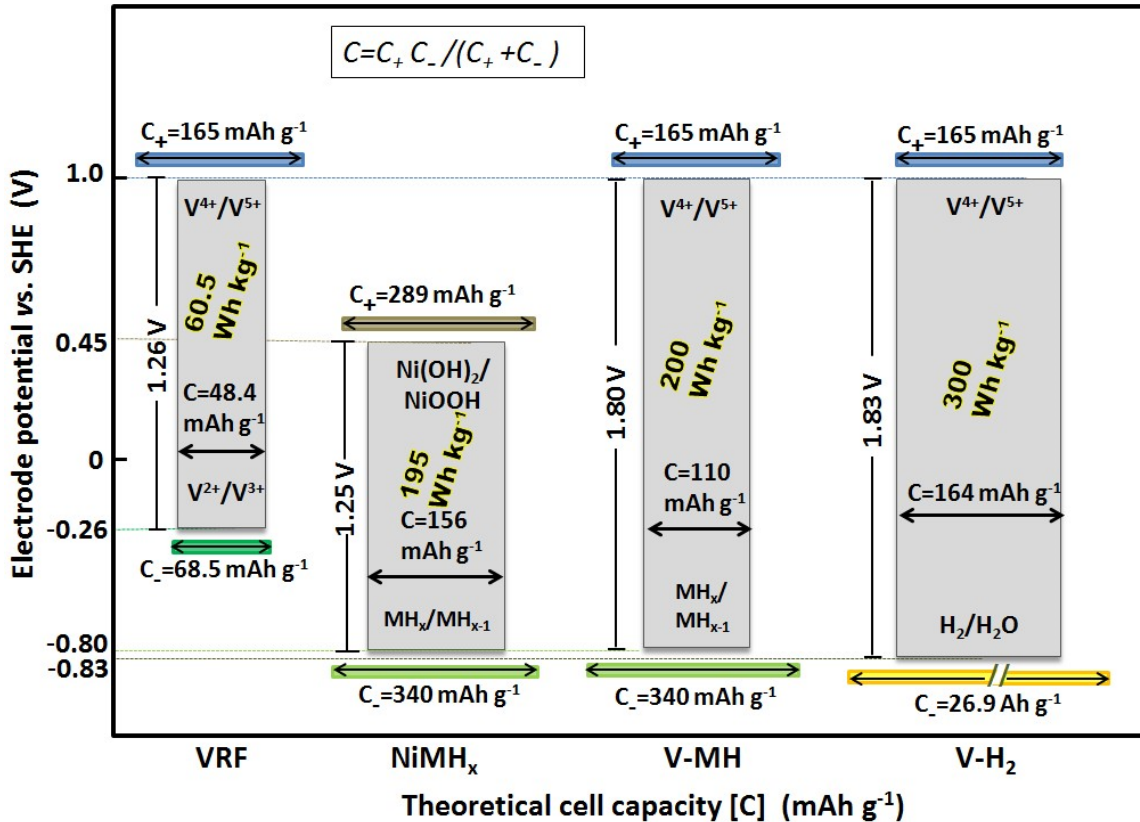 C=C₊ C₋ /(C₊ +C₋ )
Electrode potential vs. SHE (V)
1.0
0.45
0
-0.26
-0.80
-0.83
C₊=165 mAh g⁻¹
V⁴⁺/V⁵⁺
60.5
Wh kg⁻¹
1.26 V
C=48.4
mAh g⁻¹
V²⁺/V³⁺
C₋=68.5 mAh g⁻¹
C₊=289 mAh g⁻¹
Ni(OH)₂/
NiOOH
195
Wh kg⁻¹
1.25 V
C=156
mAh g⁻¹
MHₓ/MHₓ₋₁
C₋=340 mAh g⁻¹
C₊=165 mAh g⁻¹
V⁴⁺/V⁵⁺
200
Wh kg⁻¹
1.80 V
C=110
mAh g⁻¹
MHₓ/
MHₓ₋₁
C₋=340 mAh g⁻¹
C₊=165 mAh g⁻¹
V⁴⁺/V⁵⁺
300
Wh kg⁻¹
1.83 V
C=164 mAh g⁻¹
H₂/H₂O
C₋=26.9 Ah g⁻¹
VRF
NiMHₓ
V-MH
V-H₂
Theoretical cell capacity [C] (mAh g⁻¹)